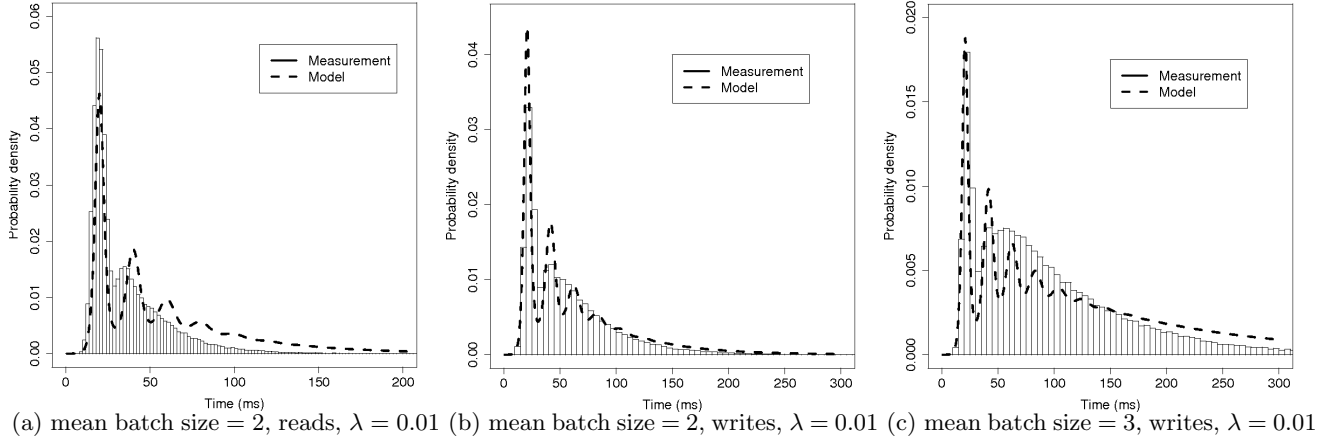 0.00 0.01 0.02 0.03 0.04 0.05 0.06
Probability density
Measurement
Model
0 50 100 150 200
Time (ms)
(a) mean batch size = 2, reads, λ = 0.01
0.00 0.01 0.02 0.03 0.04
Probability density
Measurement
Model
0 50 100 150 200 250 300
Time (ms)
(b) mean batch size = 2, writes, λ = 0.01
0.000 0.005 0.010 0.015 0.020
Probability density
Measurement
Model
0 50 100 150 200 250 300
Time (ms)
(c) mean batch size = 3, writes, λ = 0.01